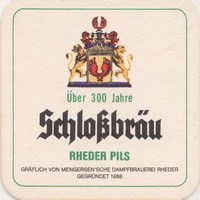 Über 300 Jahre
Schloßbräu
RHEDER PILS
GRÄFLICH VON MENGERSEN'SCHE DAMPFBRAUEREI RHEDER
GEGRÜNDET 1686